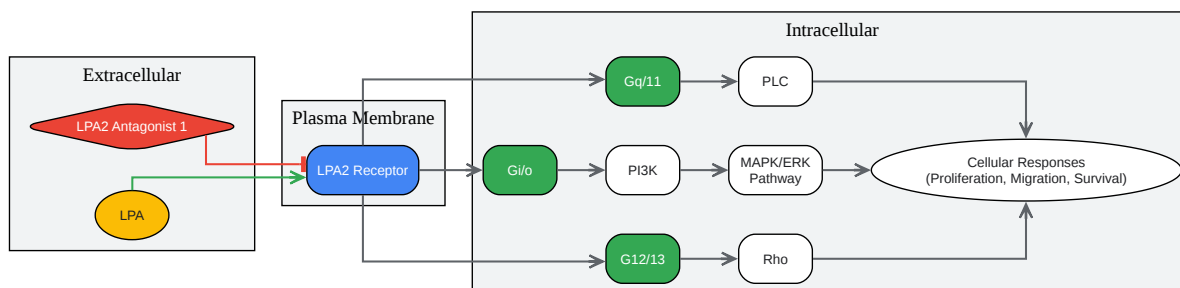 Extracellular
LPA2 Antagonist 1
LPA
Plasma Membrane
LPA2 Receptor
Intracellular
Gq/11
PLC
Gi/o
PI3K
MAPK/ERK
Pathway
G12/13
Rho
Cellular Responses
(Proliferation, Migration, Survival)